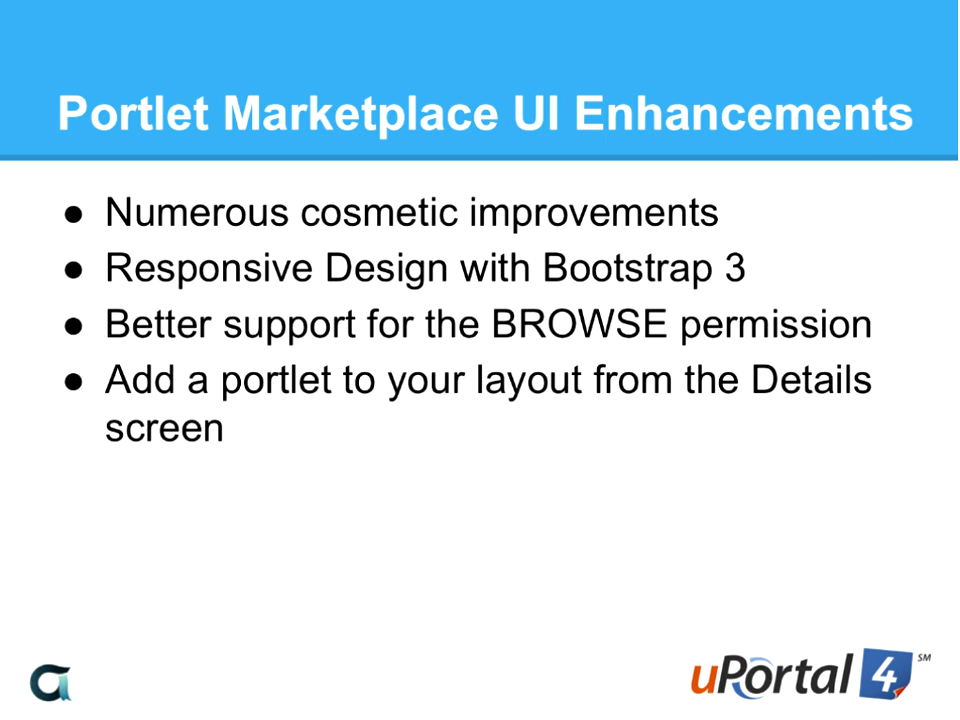 Portlet Marketplace UI Enhancements
● Numerous cosmetic improvements
● Responsive Design with Bootstrap 3
● Better support for the BROWSE permission
● Add a portlet to your layout from the Details
screen
uPortal 4 SM